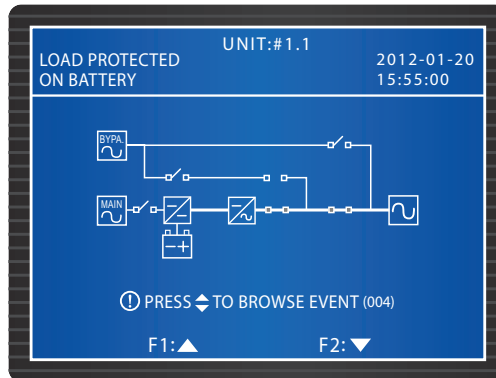 UNIT:#1.1
LOAD PROTECTED
ON BATTERY
2012-01-20
15:55:00
BYPA.
MAIN
PRESS TO BROWSE EVENT (004)
F1:
F2: